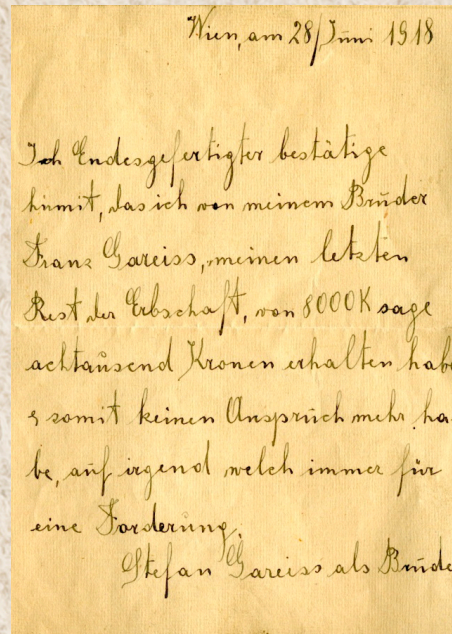 Wien, am 28/Juni 1918
Ich Endesgefertigter bestätige
himit, das ich von meinem Bruder
Franz Gareiss, meinen letzten
Rest der Erbschaft, von 8000K sage
achtausend Kronen erhalten habe
& somit keinen Anspruch mehr ha-
be, auf irgend welch immer für
eine Forderung.
Stefan Gareiss als Brude